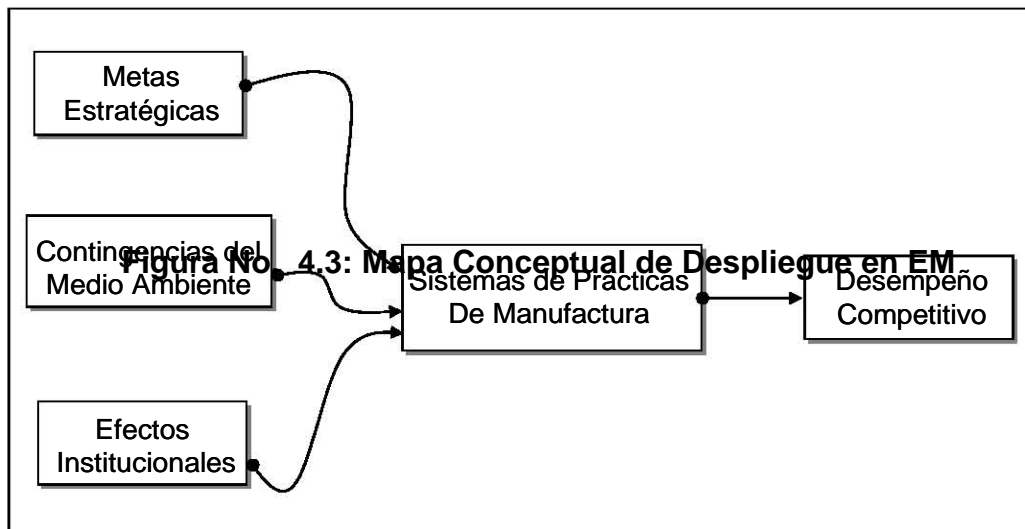 Metas
Estratégicas
Contingencias del
Medio Ambiente
Figura No. 4.3: Mapa Conceptual de Despliegue en EM
Sistemas de Prácticas
De Manufactura
Desempeño
Competitivo
Efectos
Institucionales